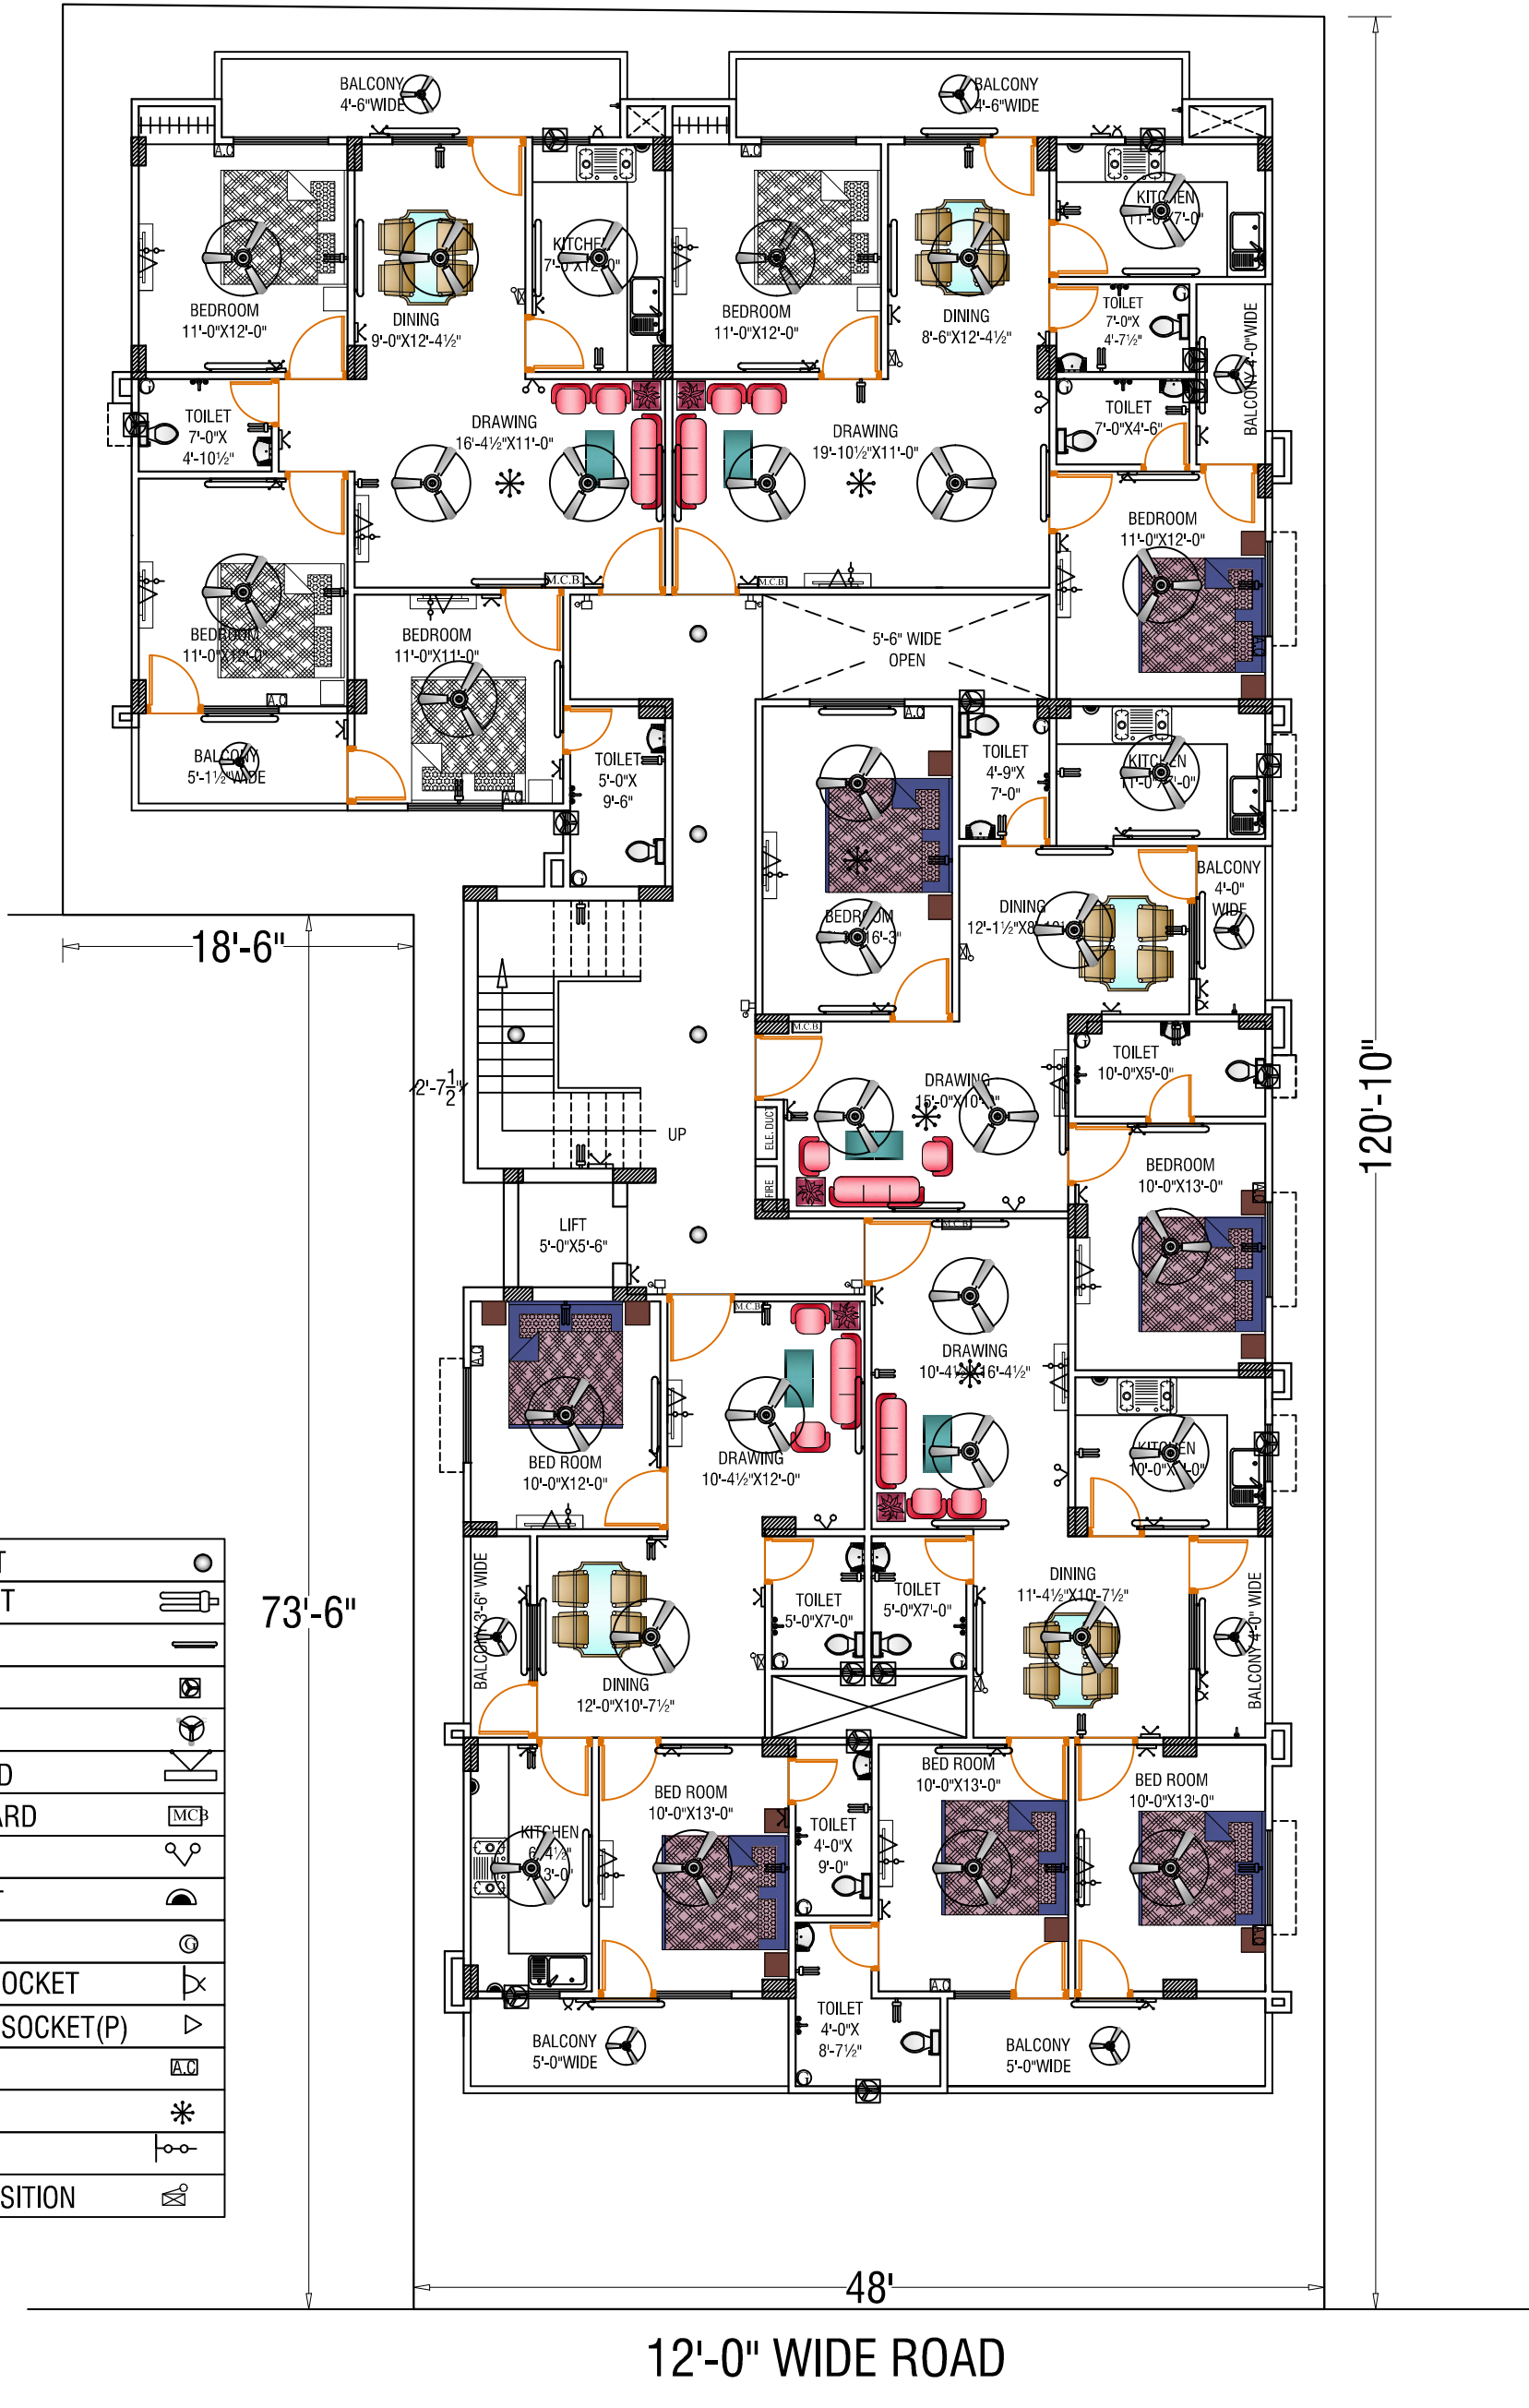 BALCONY
4'-6"WIDE
BALCONY
4'-6"WIDE
A.C
A.C
KITCHEN
BEDROOM
11'-0"X12'-0"
DINING
9'-0"X12'-4½"
KITCHEN
BEDROOM
11'-0"X12'-0"
DINING
8'-6"X12'-4½"
TOILET
7'-0"X
4'-7½"
BALCONY 4'-0"WIDE
TOILET
7'-0"X
4'-10½"
DRAWING
16'-4½"X11'-0"
DRAWING
19'-10½"X11'-0"
TOILET
7'-0"X4'-6"
BEDROOM
11'-0"X12'-0"
M.C.B.
M.C.B.
BEDROOM
11'-0"X12'-0"
BEDROOM
11'-0"X11'-0"
5'-6" WIDE
OPEN
A.C
A.C
A.C
BALCONY
5'-1½"WIDE
A.C
TOILET
5'-0"X
9'-6"
TOILET
4'-9"X
7'-0"
KITCHEN
BALCONY
4'-0"
WIDE
BEDROOM
DINING
18'-6"
M.C.B.
TOILET
10'-0"X5'-0"
2'-7½"
DRAWING
UP
ELE. DUCT
FIRE
120'-10"
BEDROOM
10'-0"X13'-0"
A.C
LIFT
5'-0"X5'-6"
M.C.B.
M.C.B.
A.C
DRAWING
10'-4½"X16'-4½"
BED ROOM
10'-0"X12'-0"
DRAWING
10'-4½"X12'-0"
KITCHEN
BALCONY 3'-6" WIDE
TOILET
5'-0"X7'-0"
TOILET
5'-0"X7'-0"
DINING
11'-4½"X10'-7½"
BALCONY 4'-0" WIDE
DINING
12'-0"X10'-7½"
73'-6"
BED ROOM
10'-0"X13'-0"
BED ROOM
10'-0"X13'-0"
BED ROOM
10'-0"X13'-0"
KITCHEN
TOILET
4'-0"X
9'-0"
A.C
A.C
TOILET
4'-0"X
8'-7½"
BALCONY
5'-0"WIDE
BALCONY
5'-0"WIDE
T
T
D
ARD
MCB
T
G
OCKET
SOCKET(P)
A.C
SITION
48'
12'-0" WIDE ROAD